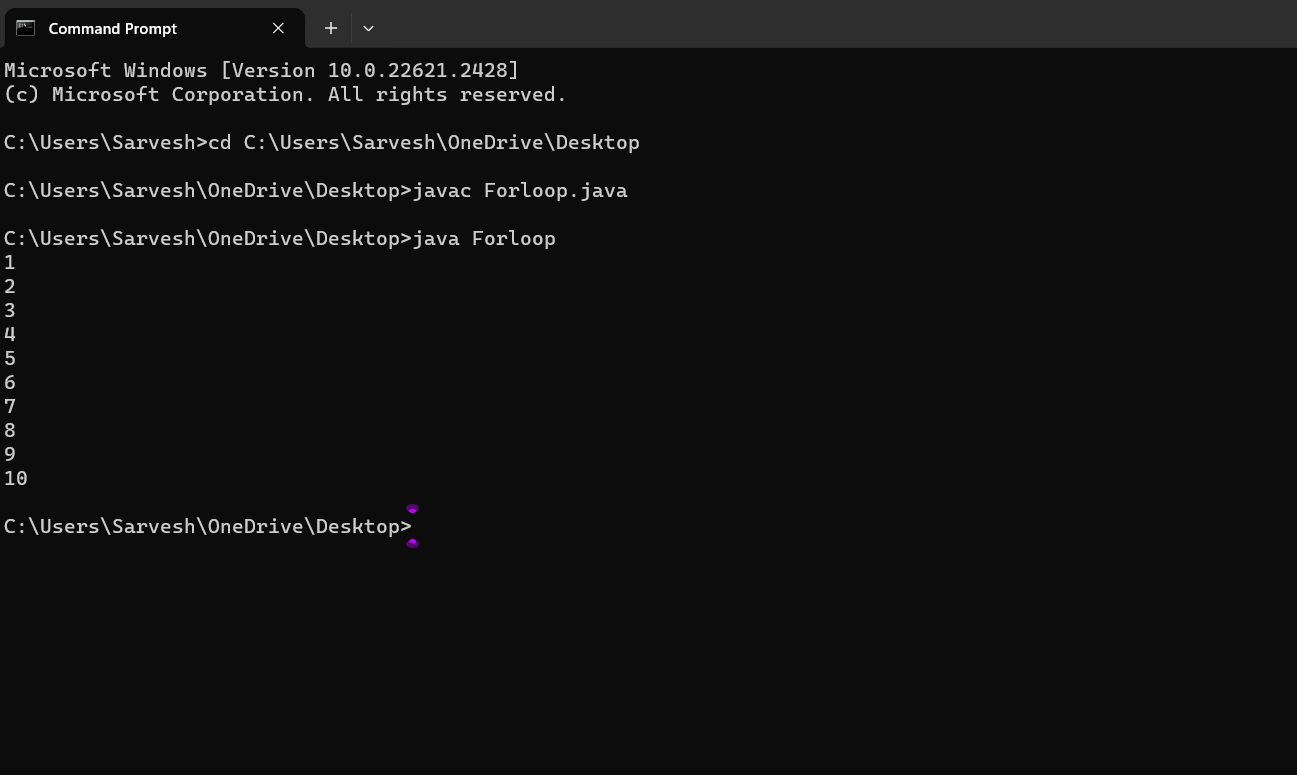 Command Prompt
Microsoft Windows [Version 10.0.22621.2428]
(c) Microsoft Corporation. All rights reserved.
C:\Users\Sarvesh>cd C:\Users\Sarvesh\OneDrive\Desktop
C:\Users\Sarvesh\OneDrive\Desktop>javac Forloop.java
C:\Users\Sarvesh\OneDrive\Desktop>java Forloop
1
2
3
4
5
6
7
8
9
10
C:\Users\Sarvesh\OneDrive\Desktop>